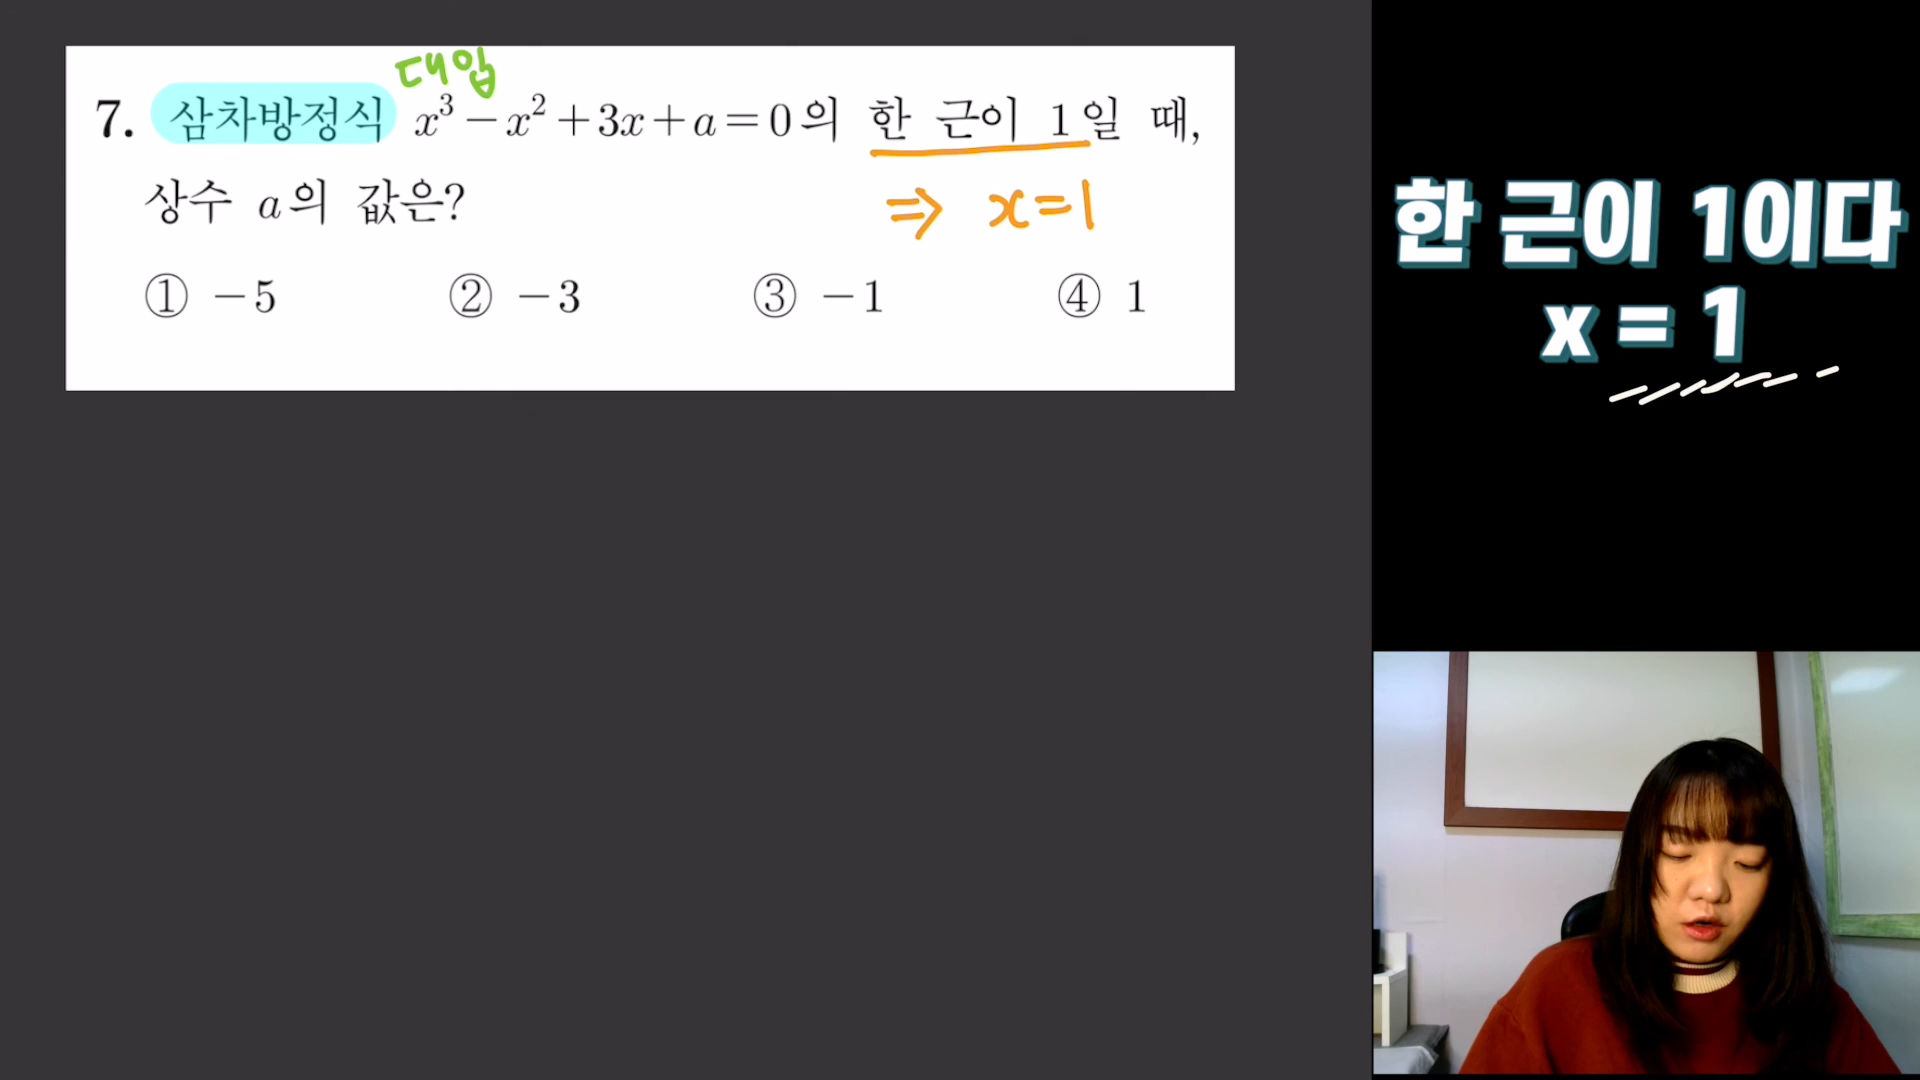 대입
7. 삼차방정식 x³ − x² + 3x + a = 0의 한 근이 1일 때,
상수 a의 값은?
⇒ x=1
① −5 ② −3 ③ −1 ④ 1
한 근이 1이다
x = 1